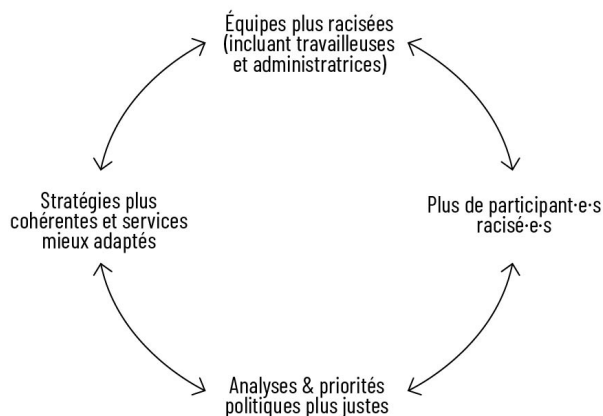 Équipes plus racisées
(incluant travailleuses
et administratrices)
Stratégies plus
cohérentes et services
mieux adaptés
Plus de participant·e·s
racisé·e·s
Analyses & priorités
politiques plus justes